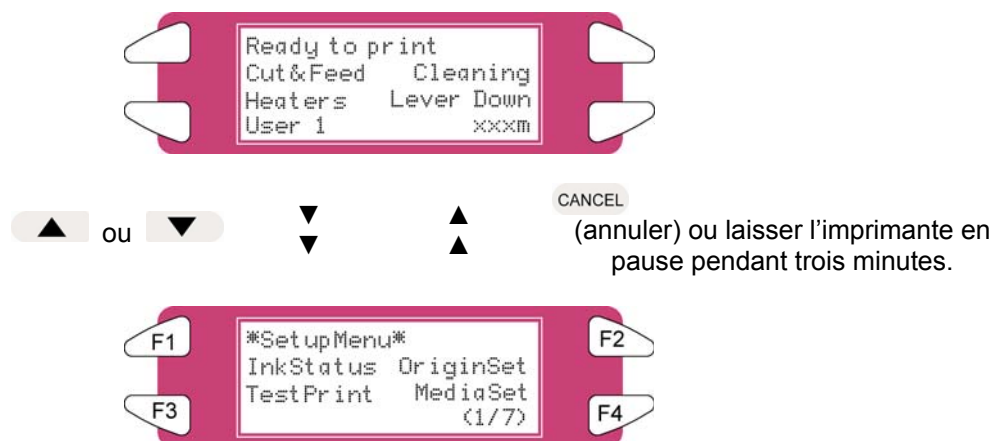 Ready to print
Cut&Feed Cleaning
Heaters Lever Down
User 1 xxxm
▲ ou ▼ ▼ ▲ CANCEL
▼ ▲ (annuler) ou laisser l’imprimante en
pause pendant trois minutes.
F1 *SetupMenu* F2
InkStatus OriginSet
TestPrint MediaSet
F3 (1/7) F4